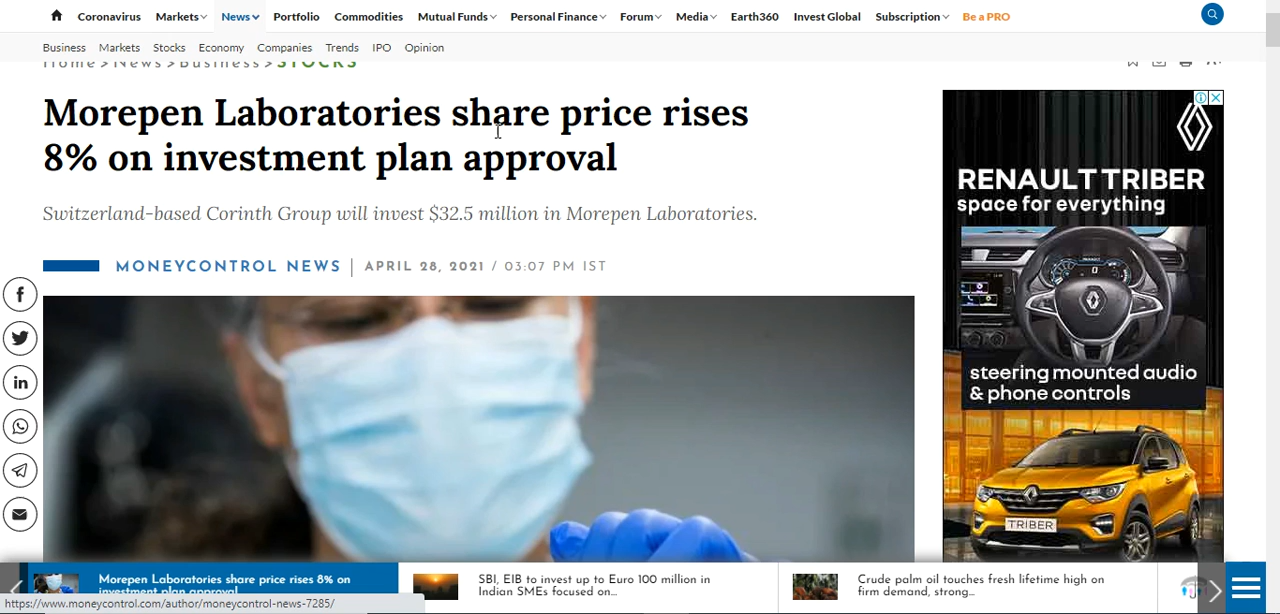 Coronavirus Markets News Portfolio Commodities Mutual Funds Personal Finance Forum Media Earth360 Invest Global Subscription Be a PRO
Business Markets Stocks Economy Companies Trends IPO Opinion
Home > News > Business > STOCKS
Morepen Laboratories share price rises
8% on investment plan approval
Switzerland-based Corinth Group will invest $32.5 million in Morepen Laboratories.
MONEYCONTROL NEWS | APRIL 28, 2021 / 03:07 PM IST
RENAULT TRIBER
space for everything
steering mounted audio
& phone controls
TRIBER
Morepen Laboratories share price rises 8% on
investment plan approval
SBI, EIB to invest up to Euro 100 million in
Indian SMEs focused on...
Crude palm oil touches fresh lifetime high on
firm demand, strong...
https://www.moneycontrol.com/author/moneycontrol-news-7285/